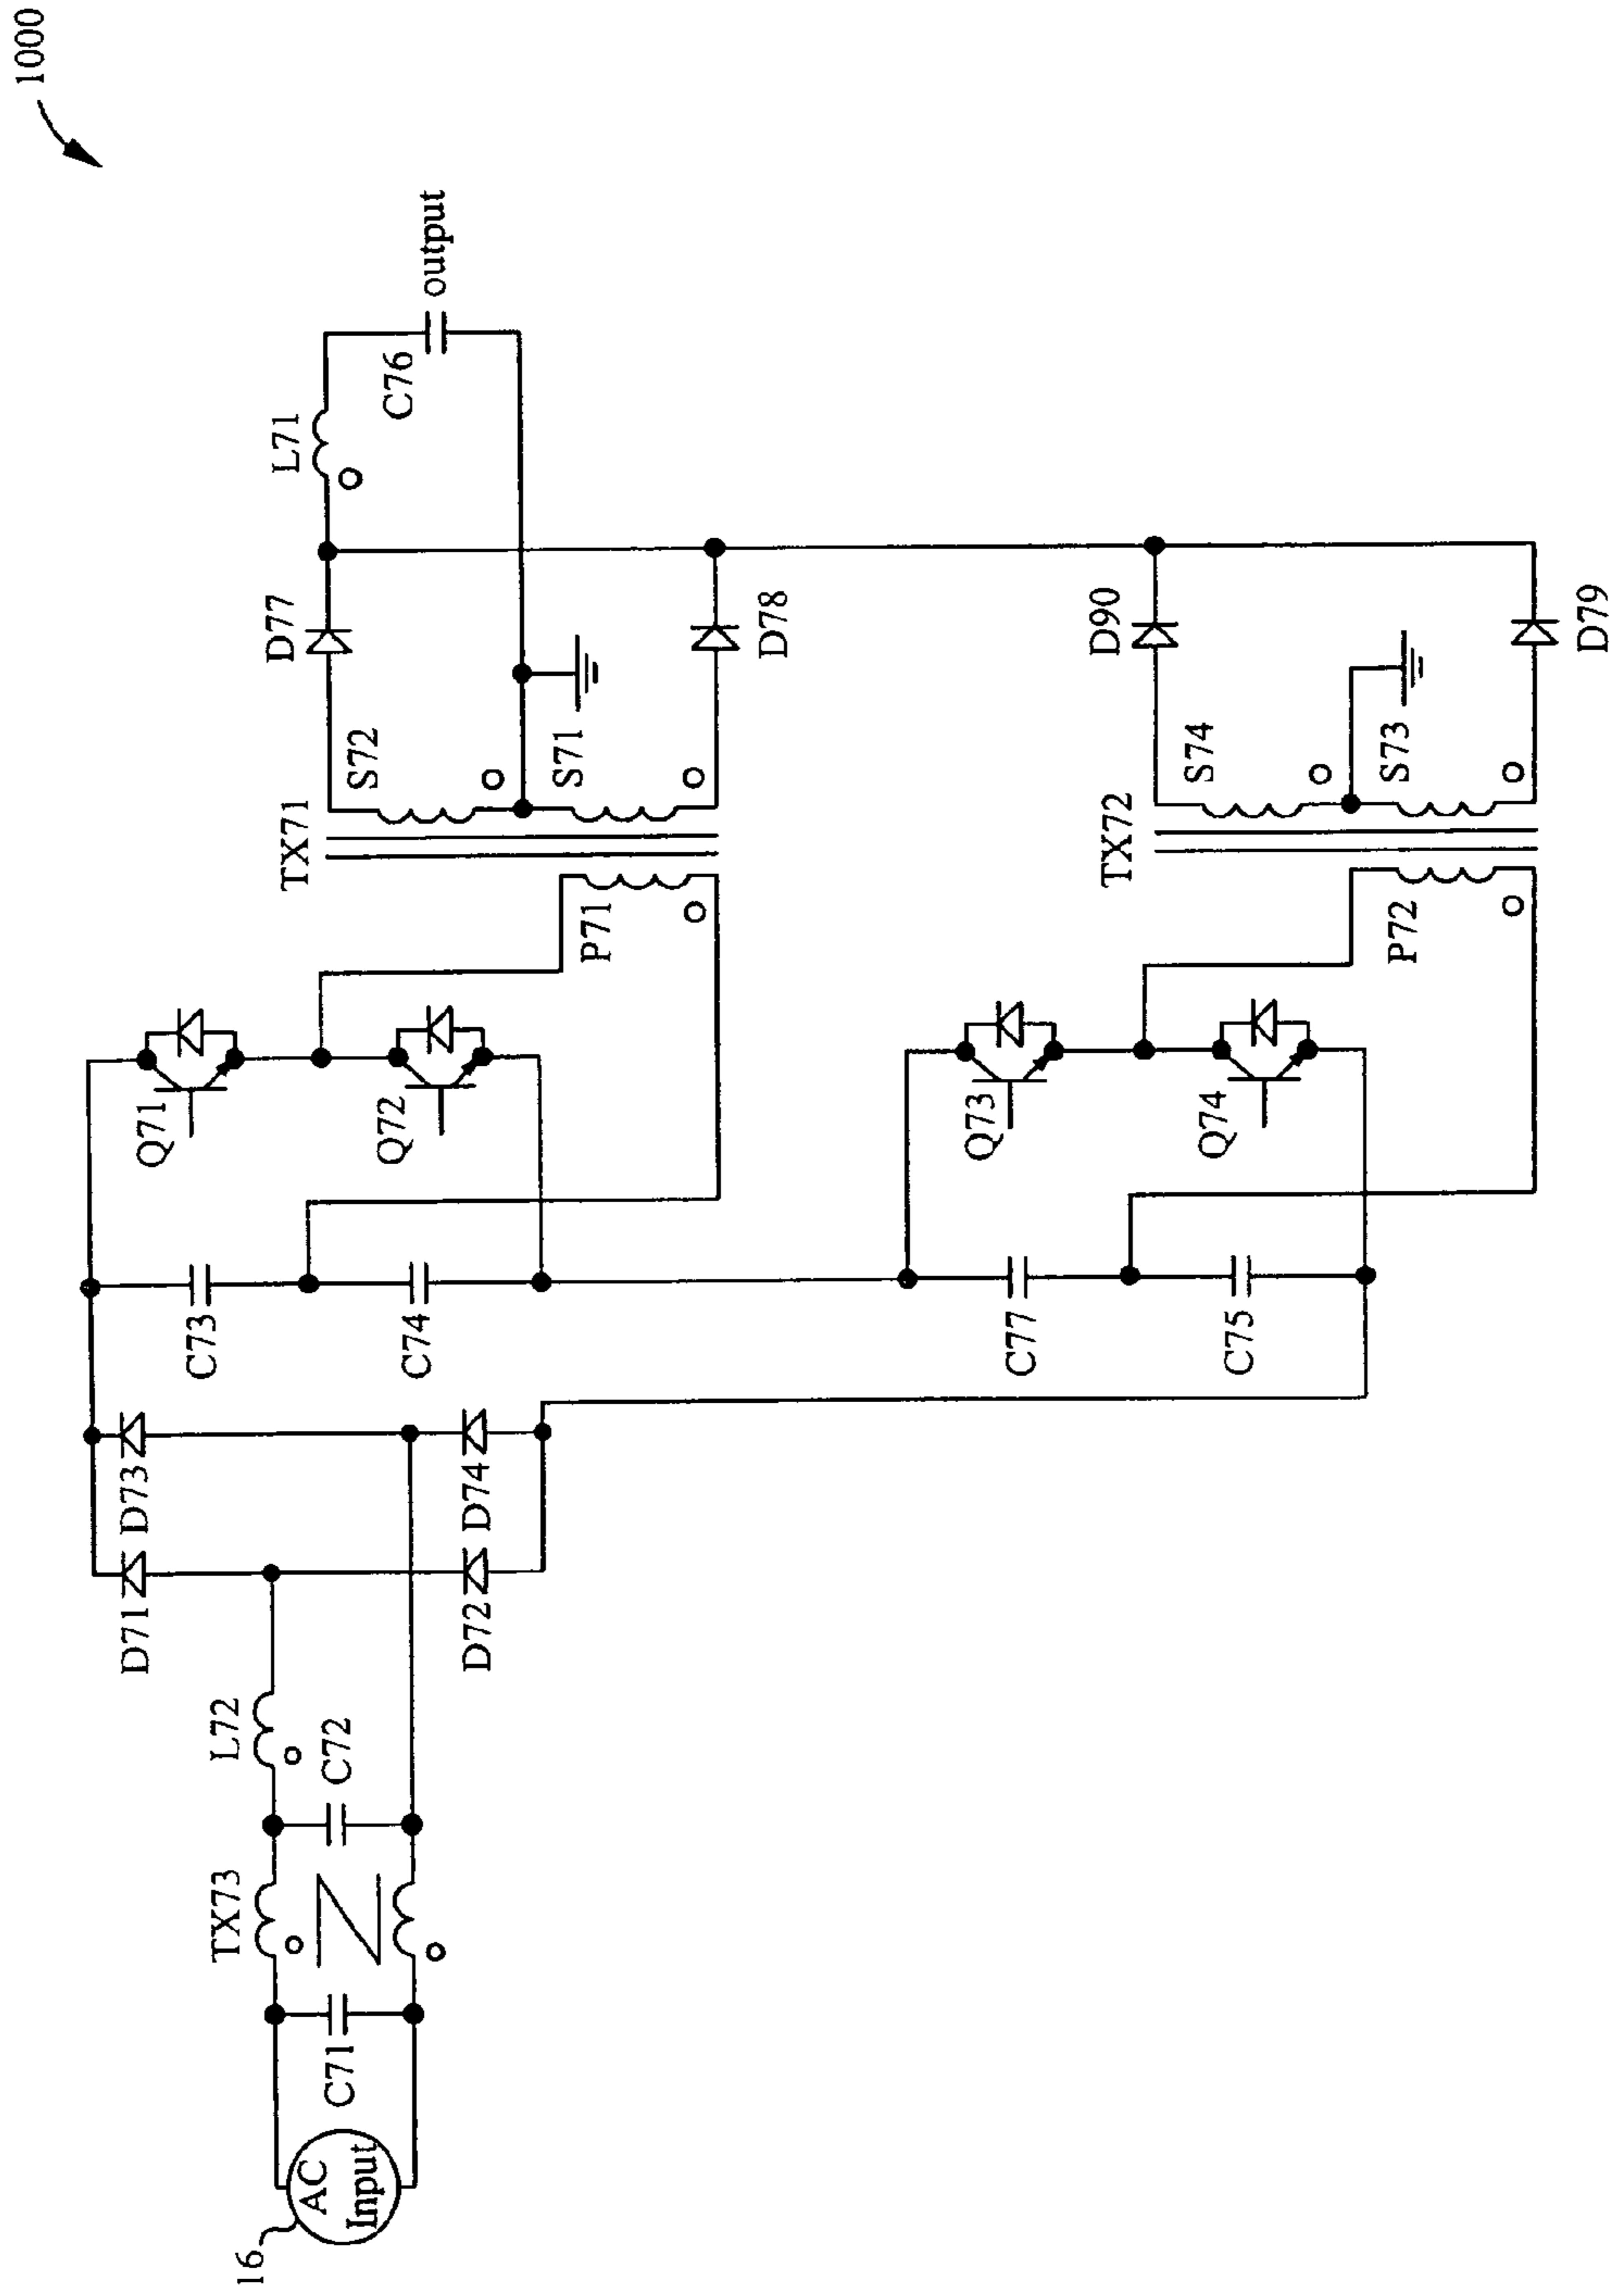 1000
16
AC
Input
C71
TX73
C72
L72
D71
D72
D73
D74
C73
C74
C77
C75
Q71
Q72
Q73
Q74
P71
P72
TX71
TX72
S72
S71
S74
S73
D77
D78
D90
D79
L71
C76
output